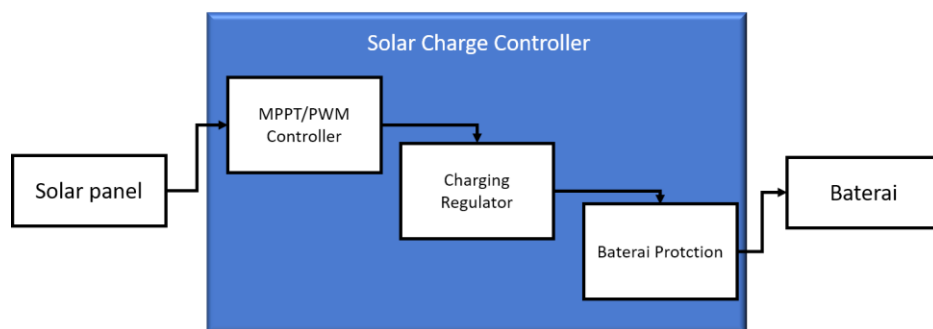 Solar Charge Controller
MPPT/PWM
Controller
Solar panel
Charging
Regulator
Baterai Protction
Baterai